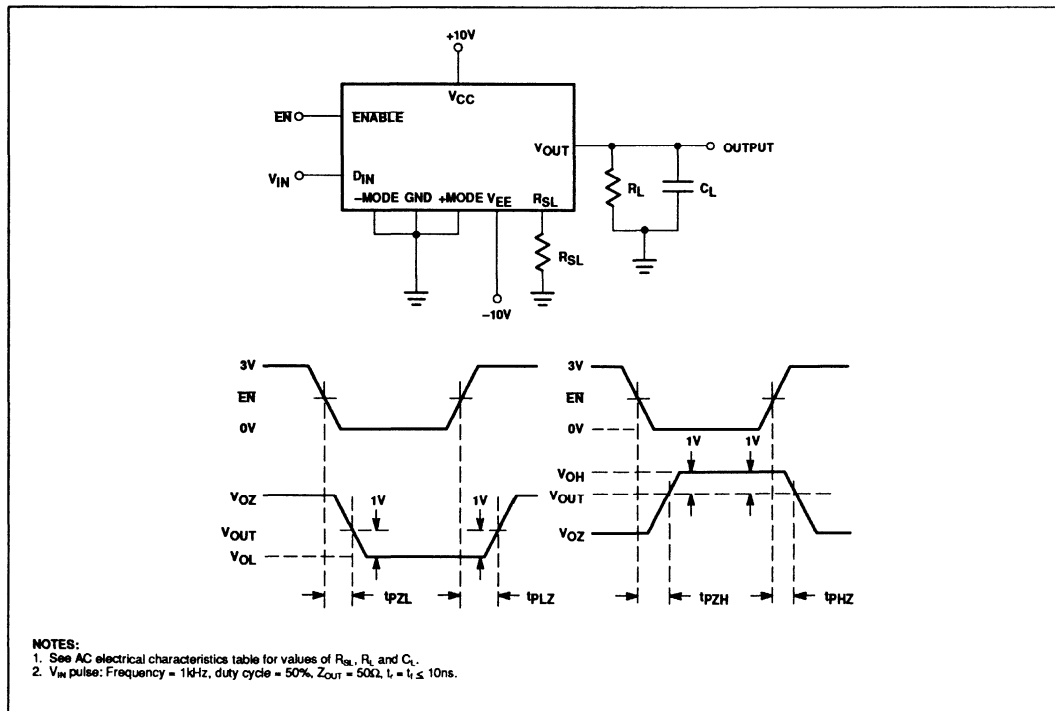 +10V
VCC
EN
ENABLE
VOUT
OUTPUT
VIN
DIN
RL
CL
–MODE GND +MODE VEE RSL
RSL
–10V
3V
EN
0V
VOZ
1V
1V
VOUT
VOL
tPZL
tPLZ
3V
EN
0V
1V
1V
VOH
VOUT
VOZ
tPZH
tPHZ
NOTES:
1. See AC electrical characteristics table for values of RSL, RL and CL.
2. VIN pulse: Frequency = 1kHz, duty cycle = 50%, ZOUT = 50Ω, tr = tf ≤ 10ns.